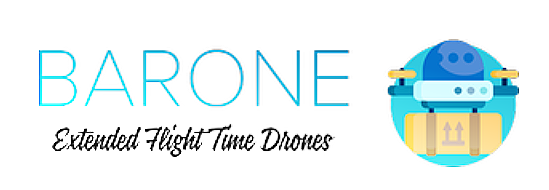 BARONE
Extended Flight Time Drones